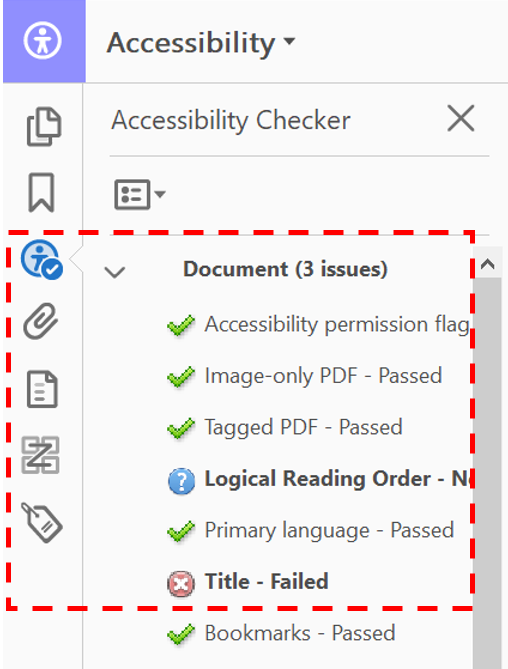 Accessibility
Accessibility Checker
Document (3 issues)
Accessibility permission flag
Image-only PDF - Passed
Tagged PDF - Passed
Logical Reading Order - N
Primary language - Passed
Title - Failed
Bookmarks - Passed